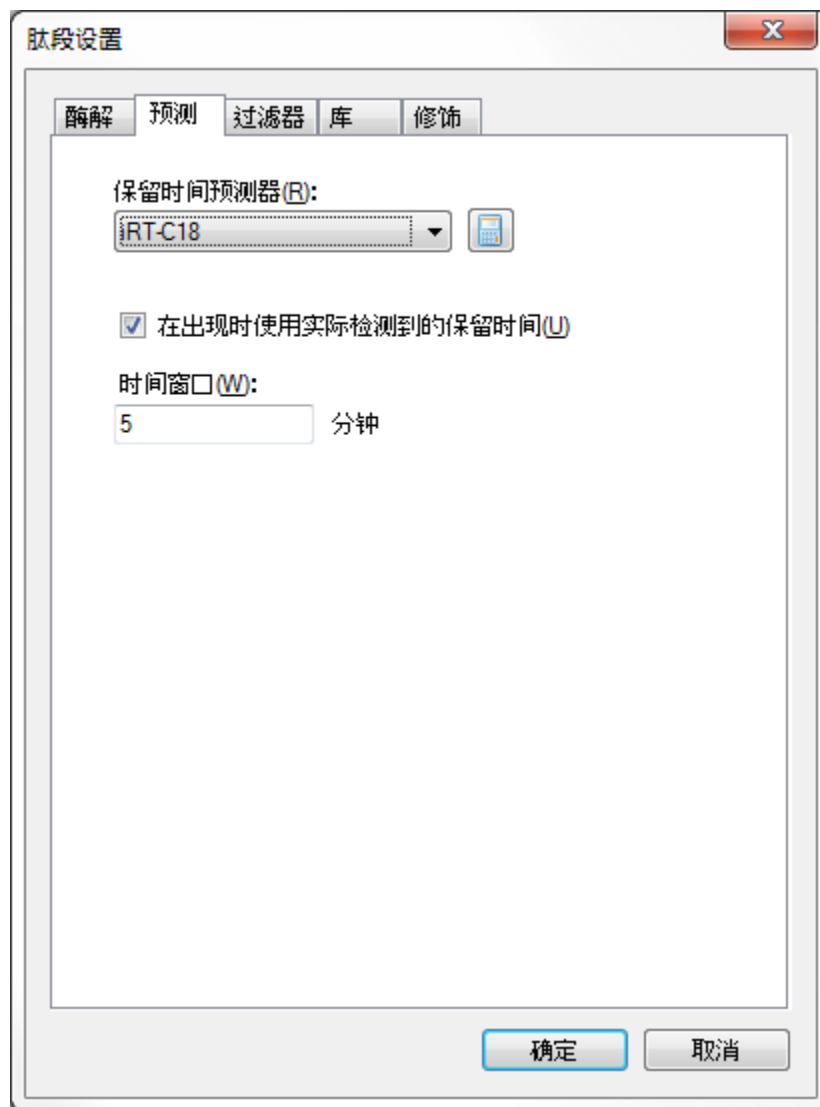 肽段设置
酶解 预测 过滤器 库 修饰
保留时间预测器(R):
iRT-C18
在出现时使用实际检测到的保留时间(U)
时间窗口(W):
5 分钟
确定 取消